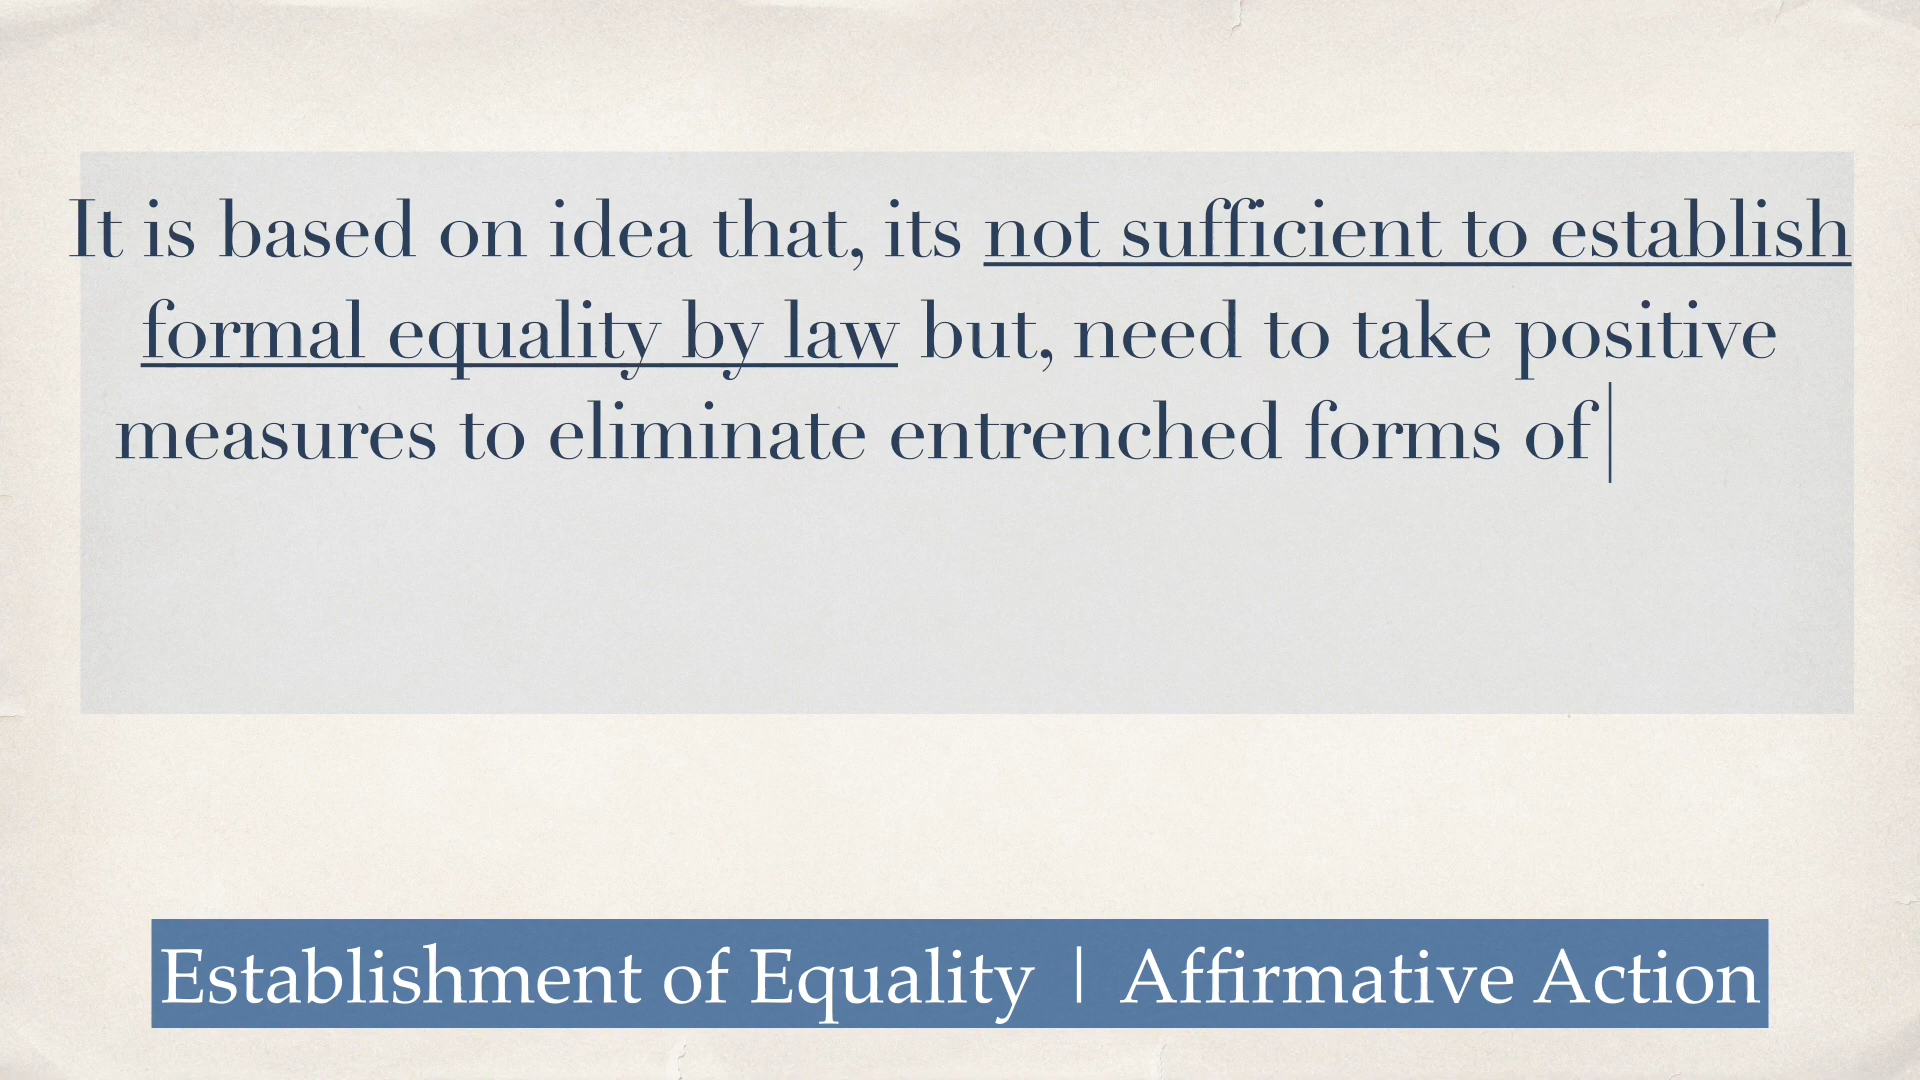 It is based on idea that, its not sufficient to establish
formal equality by law but, need to take positive
measures to eliminate entrenched forms of
Establishment of Equality | Affirmative Action